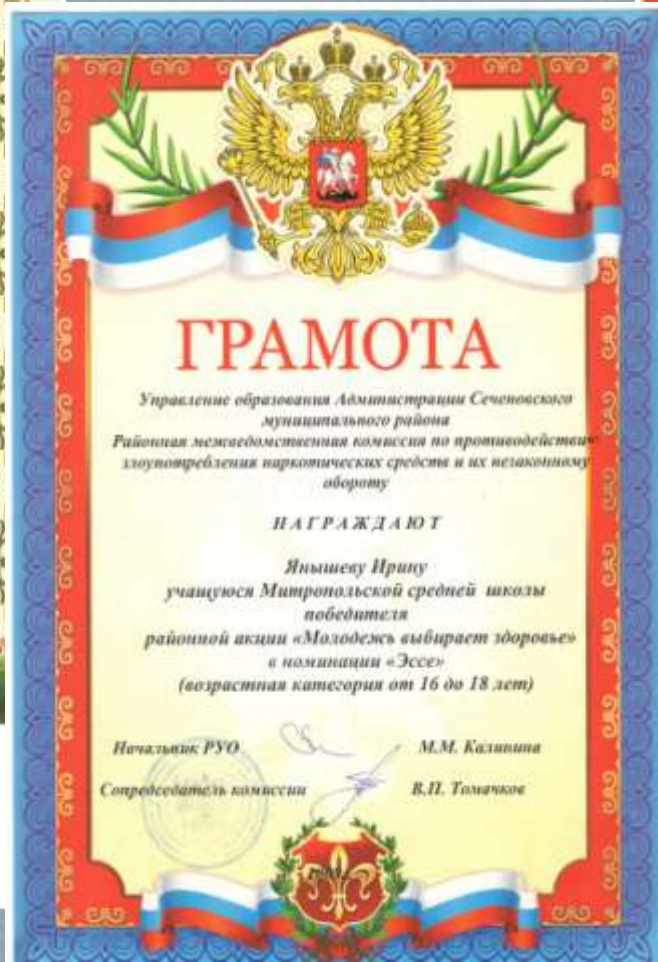 ГРАМОТА
Управление образования Администрации Сеченовского
муниципального района
Районная межведомственная комиссия по противодействию
злоупотребления наркотических средств и их незаконному
обороту
НАГРАЖДАЮТ
Янышеву Ирину
учащуюся Митропольской средней школы
победителя
районной акции «Молодежь выбирает здоровье»
в номинации «Эссе»
(возрастная категория от 16 до 18 лет)
Начальник РУО М.М. Калинина
Сопредседатель комиссии В.П. Томачков